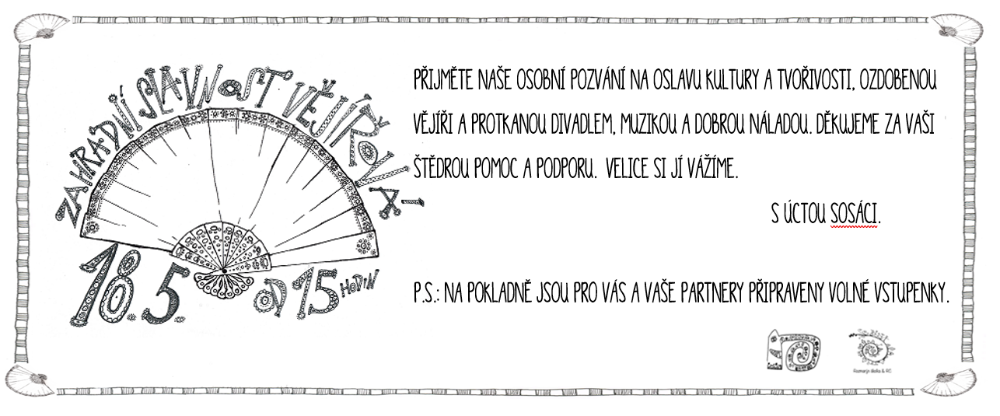 ZAHRADNÍ SLAVNOST VĚJÍŘOVÁ
18. 5. OD 15 HODIN
PŘIJMĚTE NAŠE OSOBNÍ POZVÁNÍ NA OSLAVU KULTURY A TVOŘIVOSTI, OZDOBENOU
VĚJÍŘI A PROTKANOU DIVADLEM, MUZIKOU A DOBROU NÁLADOU. DĚKUJEME ZA VAŠI
ŠTĚDROU POMOC A PODPORU. VELICE SI JÍ VÁŽÍME.
S ÚCTOU SOSÁCI.
P.S.: NA POKLADNĚ JSOU PRO VÁS A VAŠE PARTNERY PŘIPRAVENY VOLNÉ VSTUPENKY.